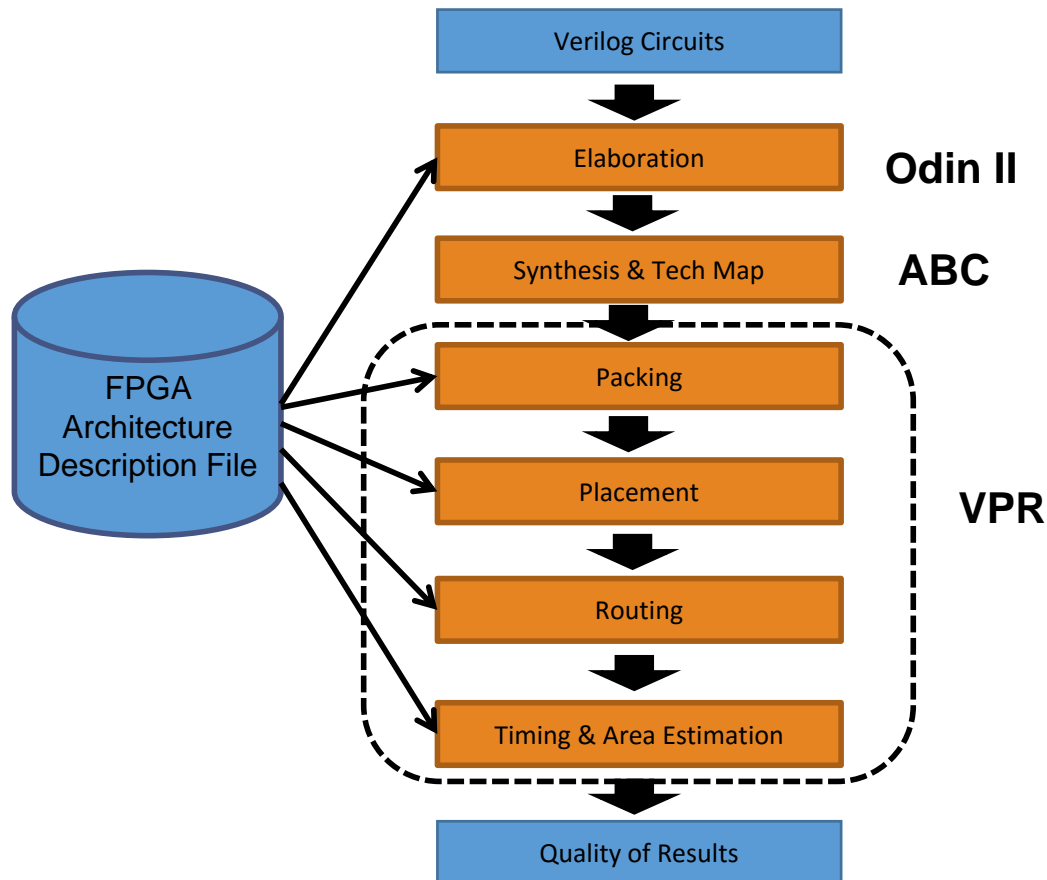 Verilog Circuits
Elaboration
Odin II
Synthesis & Tech Map
ABC
FPGA
Architecture
Description File
Packing
Placement
VPR
Routing
Timing & Area Estimation
Quality of Results